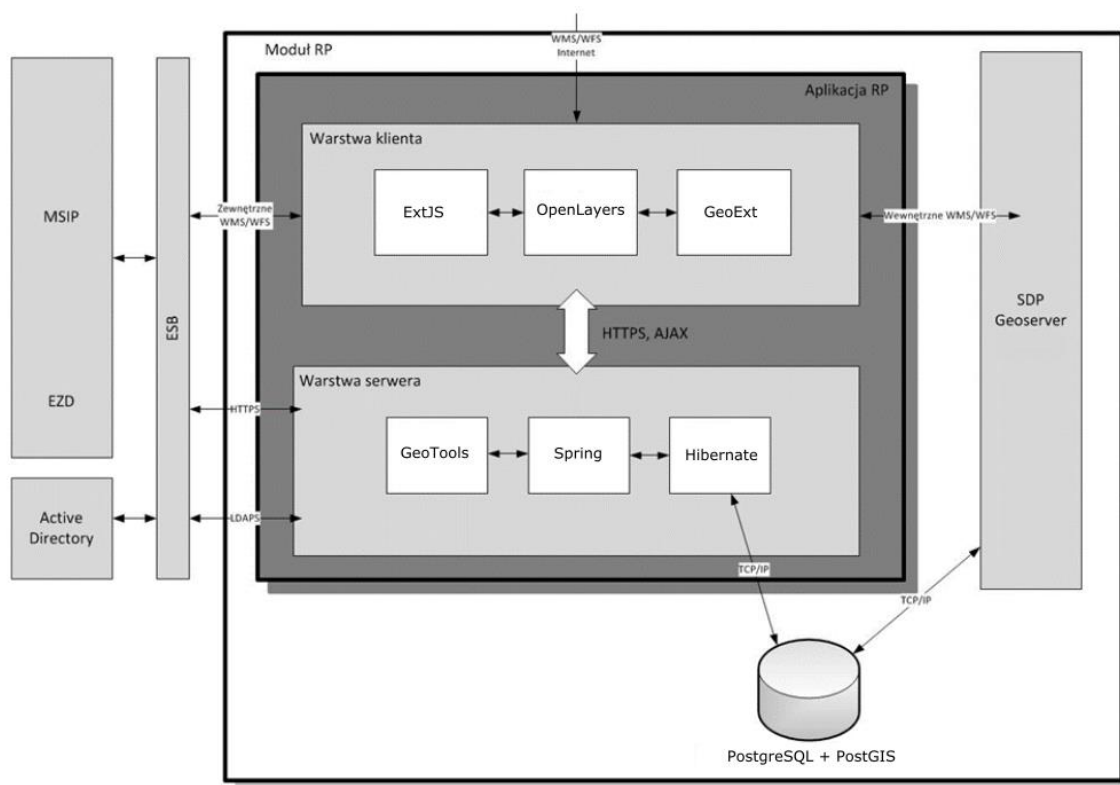 WMS/WFS
Internet
Moduł RP
Aplikacja RP
Warstwa klienta
ExtJS
OpenLayers
GeoExt
MSIP
Zewnętrzne
WMS/WFS
Wewnętrzne WMS/WFS
ESB
SDP
Geoserver
HTTPS, AJAX
Warstwa serwera
EZD
HTTPS
GeoTools
Spring
Hibernate
Active
Directory
LDAPS
TCP/IP
TCP/IP
PostgreSQL + PostGIS